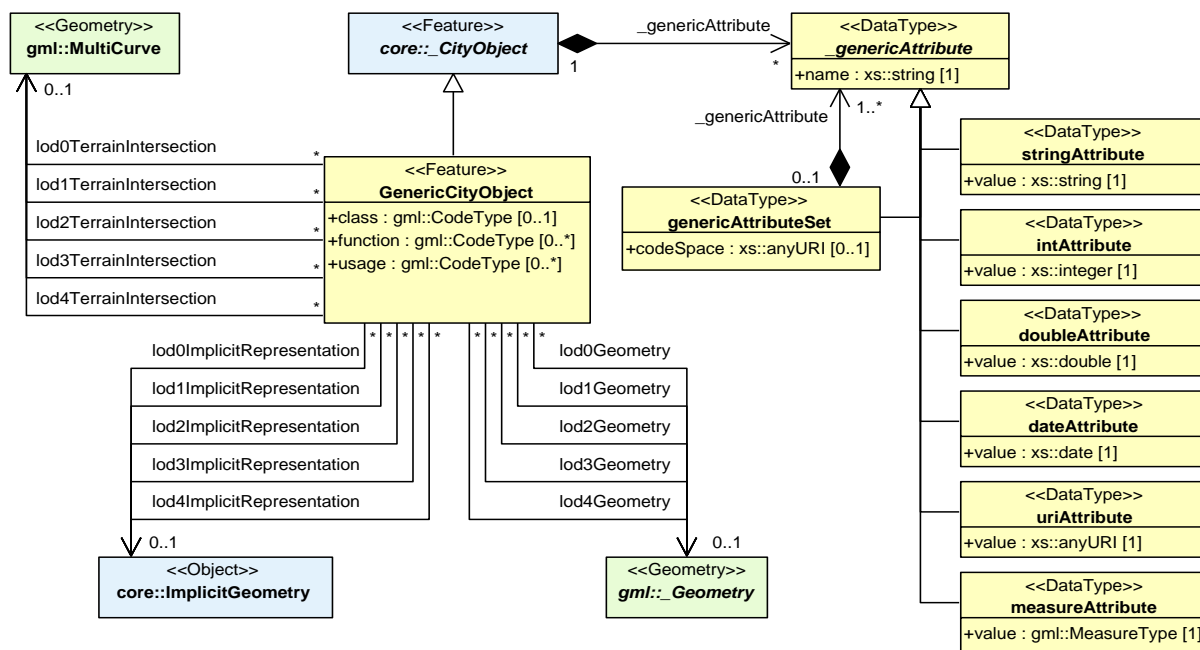 <<Geometry>>
gml::MultiCurve
0..1
<<Feature>>
core::_CityObject
1
_genericAttribute
*
<<DataType>>
_genericAttribute
+name : xs::string [1]
1..*
_genericAttribute
0..1
<<DataType>>
genericAttributeSet
+codeSpace : xs::anyURI [0..1]
<<DataType>>
stringAttribute
+value : xs::string [1]
<<DataType>>
intAttribute
+value : xs::integer [1]
<<DataType>>
doubleAttribute
+value : xs::double [1]
<<DataType>>
dateAttribute
+value : xs::date [1]
<<DataType>>
uriAttribute
+value : xs::anyURI [1]
<<DataType>>
measureAttribute
+value : gml::MeasureType [1]
lod0TerrainIntersection *
lod1TerrainIntersection *
lod2TerrainIntersection *
lod3TerrainIntersection *
lod4TerrainIntersection *
<<Feature>>
GenericCityObject
+class : gml::CodeType [0..1]
+function : gml::CodeType [0..*]
+usage : gml::CodeType [0..*]
* * * * * * * * * *
lod0ImplicitRepresentation
lod1ImplicitRepresentation
lod2ImplicitRepresentation
lod3ImplicitRepresentation
lod4ImplicitRepresentation
0..1
<<Object>>
core::ImplicitGeometry
lod0Geometry
lod1Geometry
lod2Geometry
lod3Geometry
lod4Geometry
0..1
<<Geometry>>
gml::_Geometry